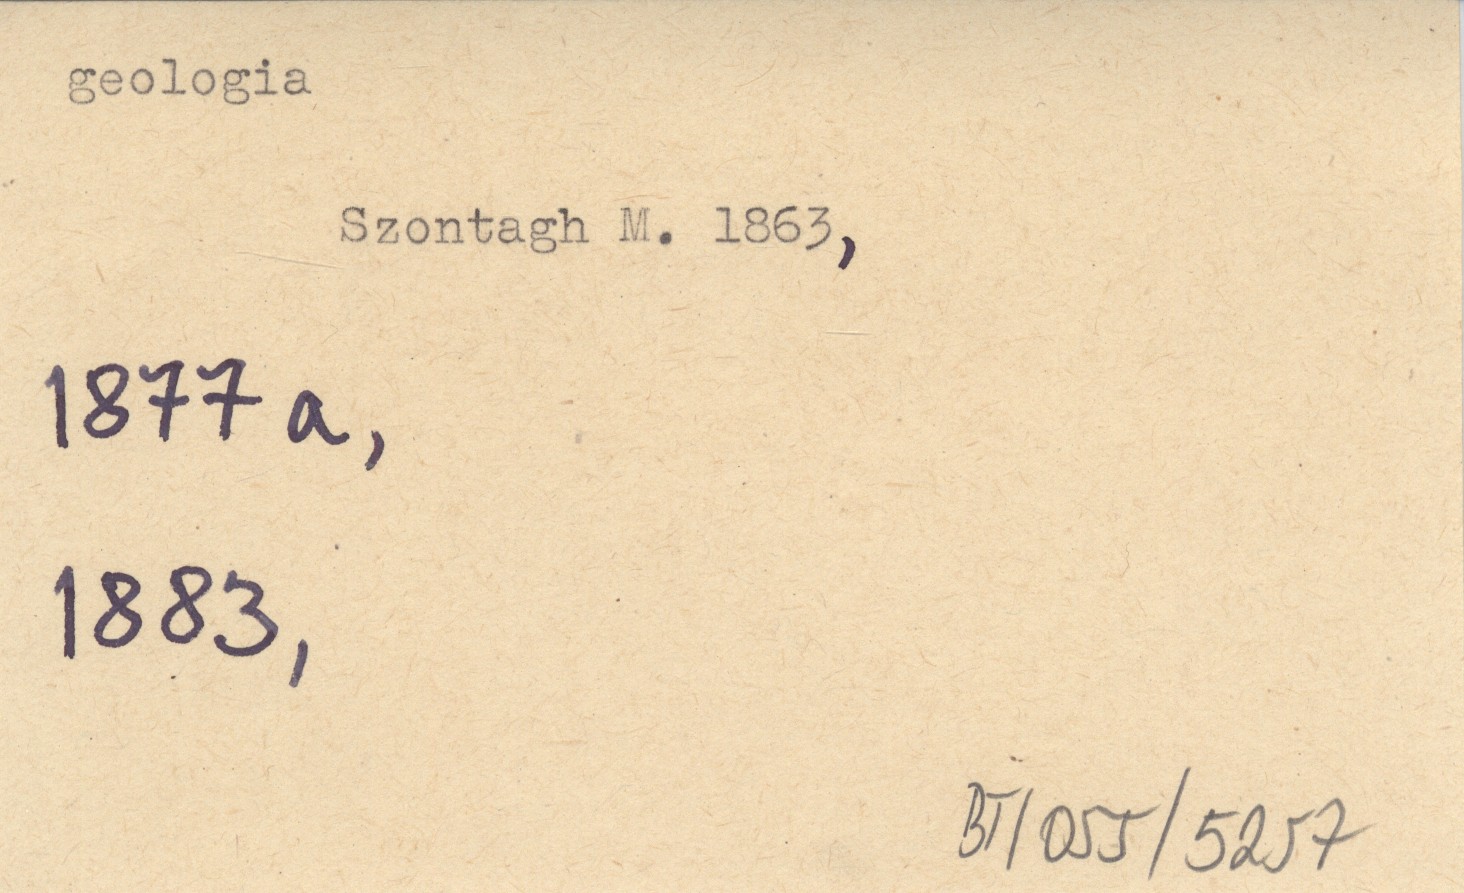 geologia
Szontagh M. 1863,
1877 a,
1883,
BT/055/5257